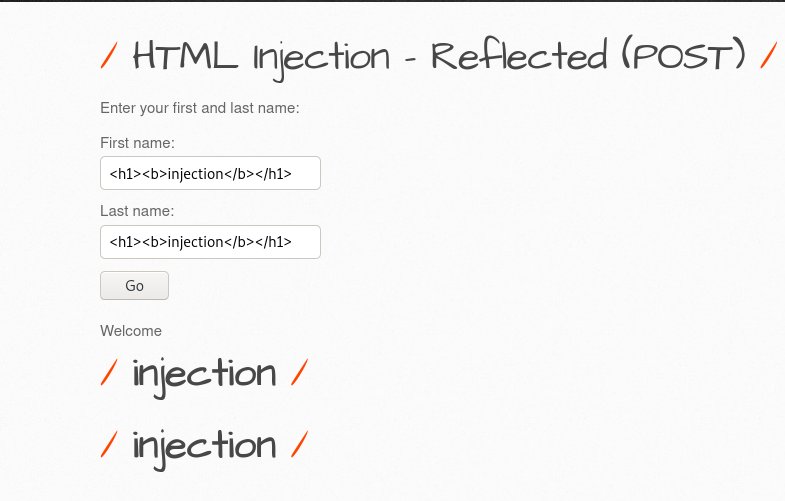 / HTML Injection - Reflected (POST) /
Enter your first and last name:
First name:
<h1><b>injection</b></h1>
Last name:
<h1><b>injection</b></h1>
Go
Welcome
/ injection /
/ injection /